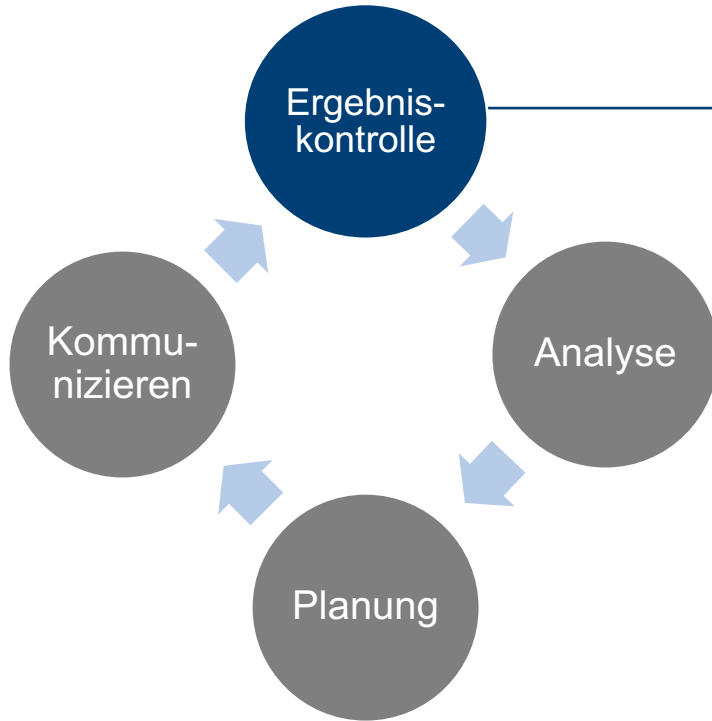 Ergebnis-
kontrolle
Kommu-
nizieren
Analyse
Planung